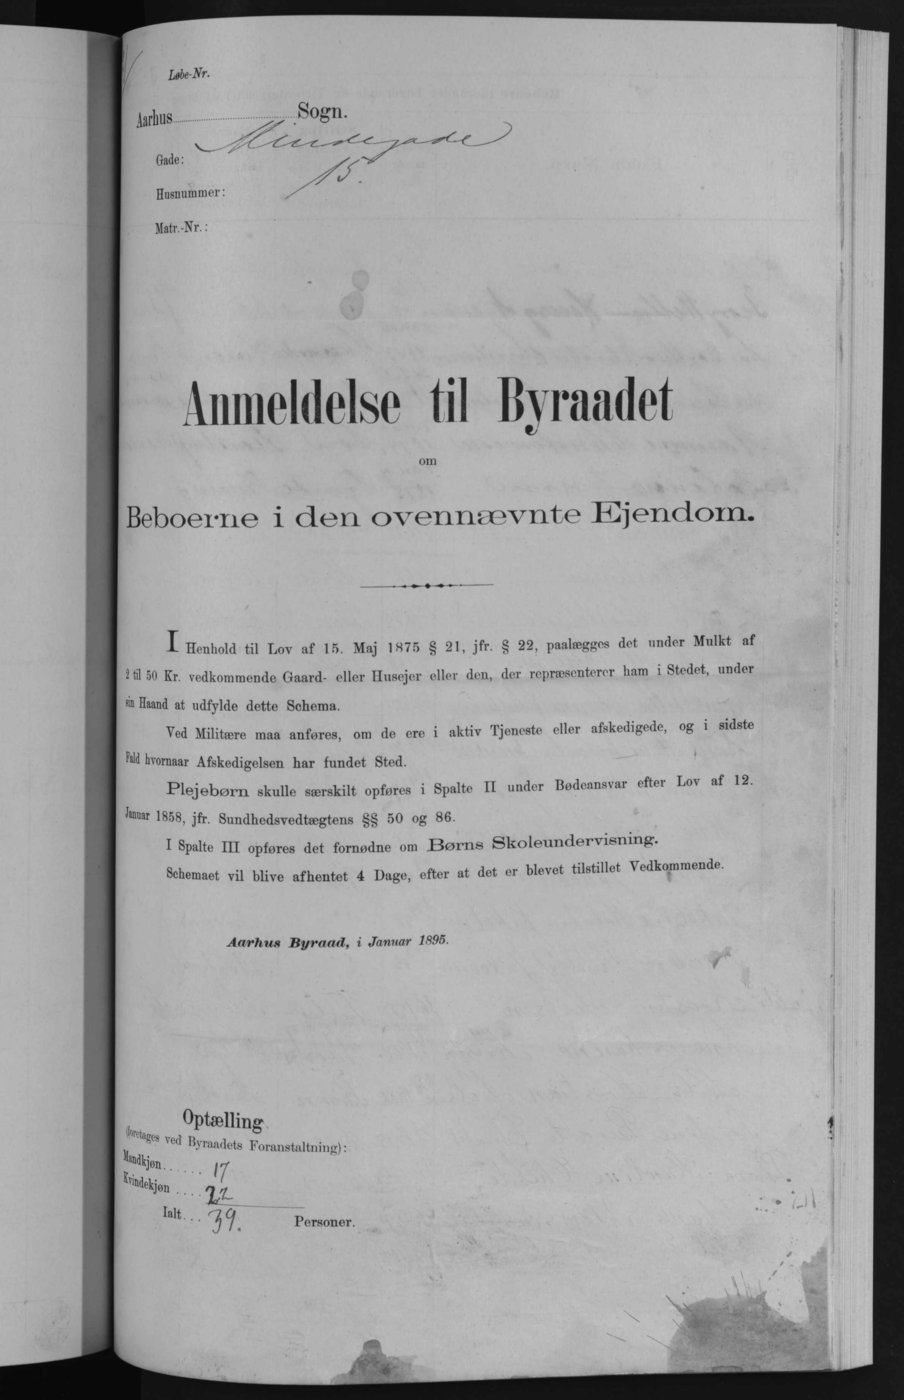 Løbe-Nr.
Aarhus Sogn.
Gade: Mindegade
Husnummer: 15.
Matr.-Nr.:
Anmeldelse til Byraadet
om
Beboerne i den ovennævnte Ejendom.
I Henhold til Lov af 15. Maj 1875 § 21, jfr. § 22, paalægges det under Mulkt af
2 til 50 Kr. vedkommende Gaard- eller Husejer eller den, der repræsenterer ham i Stedet, under
sin Haand at udfylde dette Schema.
Ved Militære maa anføres, om de ere i aktiv Tjeneste eller afskedigede, og i sidste
Fald hvornaar Afskedigelsen har fundet Sted.
Plejebørn skulle særskilt opføres i Spalte II under Bødeansvar efter Lov af 12.
Januar 1858, jfr. Sundhedsvedtægtens §§ 50 og 86.
I Spalte III opføres det fornødne om Børns Skoleundervisning.
Schemaet vil blive afhentet 4 Dage, efter at det er blevet tilstillet Vedkommende.
Aarhus Byraad, i Januar 1895.
Optælling
(foretages ved Byraadets Foranstaltning):
Mandkjøn...... 17
Kvindekjøn .... 22
Ialt... 39. Personer.